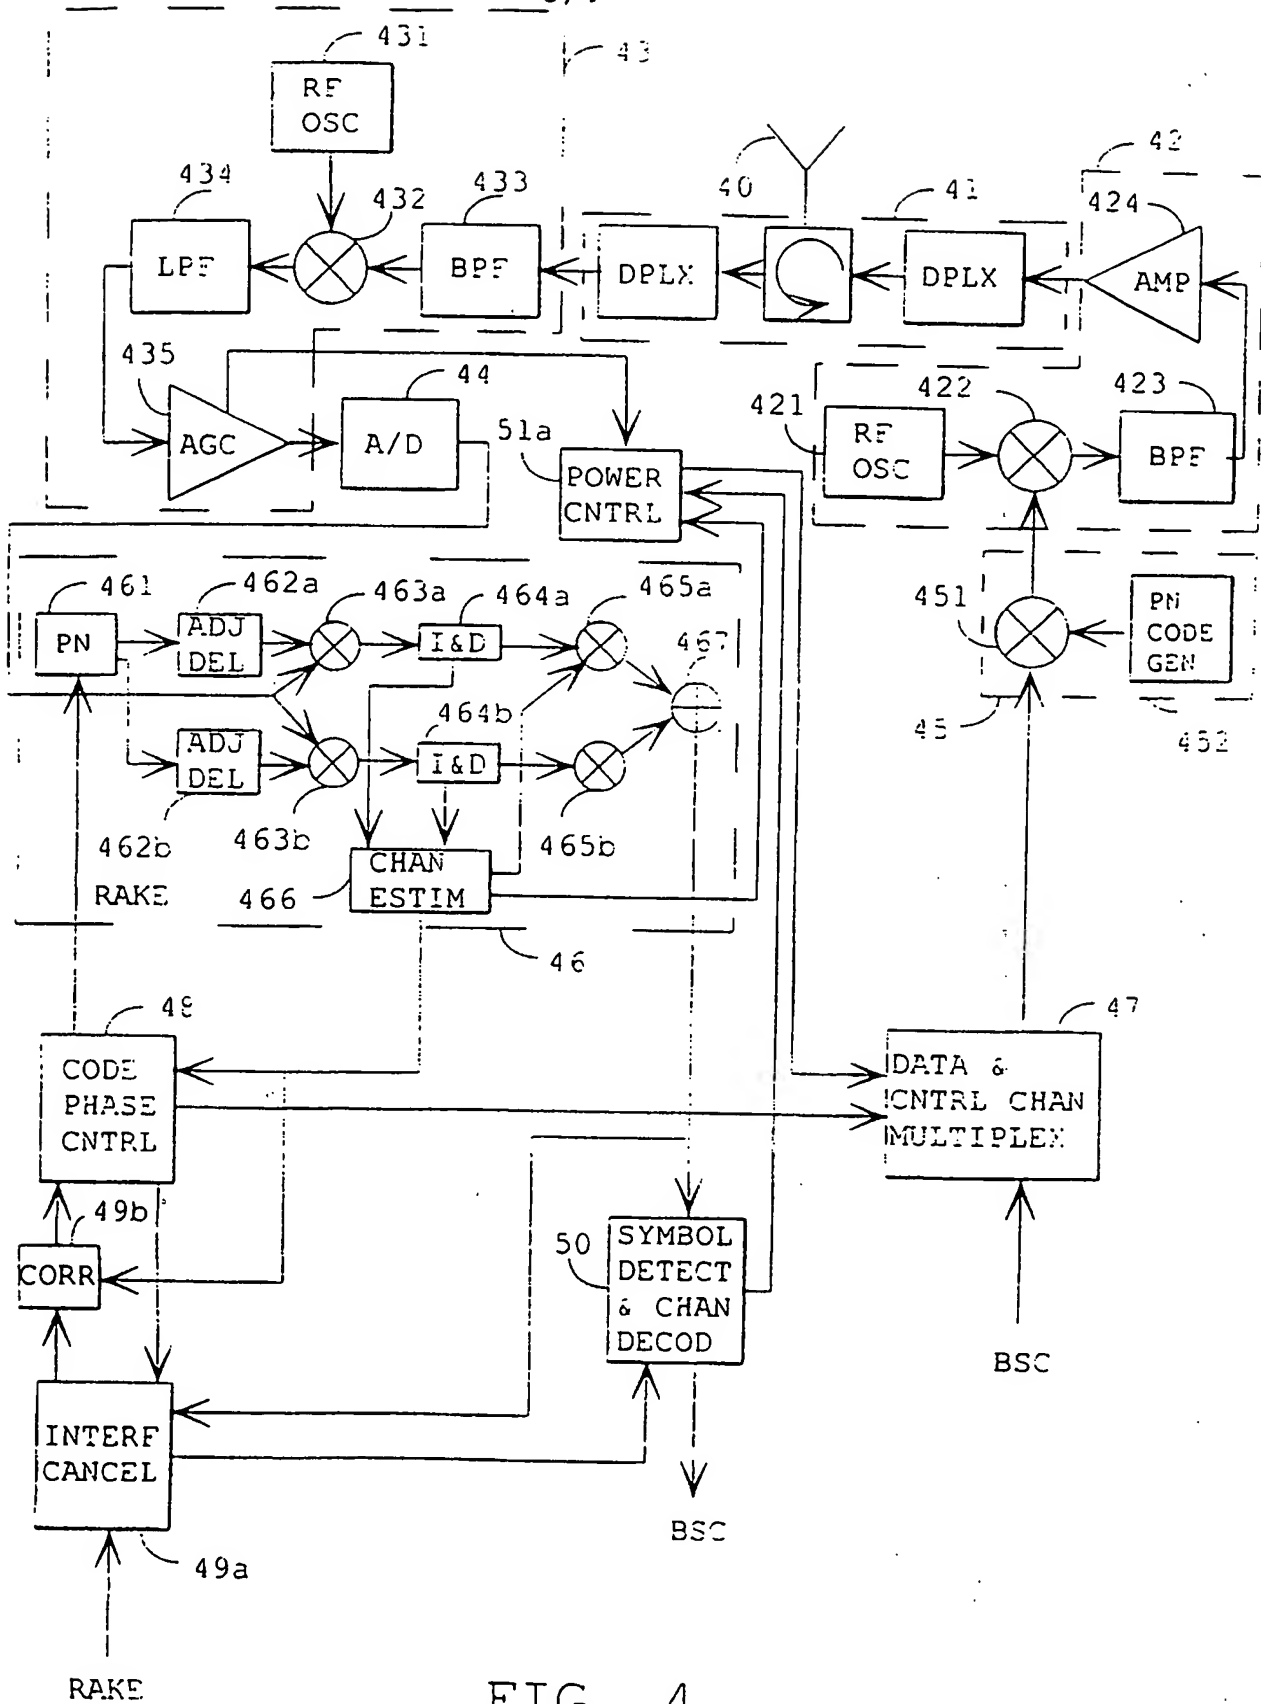 431
43
RF
OSC
40
42
424
434
432
433
41
LPF
BPF
DPLX
DPLX
AMP
435
44
51a
421
422
423
AGC
A/D
POWER
CNTRL
RF
OSC
BPF
461
462a
463a
464a
465a
467
451
PN
ADJ
DEL
I&D
PN
CODE
GEN
464b
45
452
ADJ
DEL
I&D
462b
463b
465b
RAKE
466
CHAN
ESTIM
46
48
47
CODE
PHASE
CNTRL
DATA &
CNTRL CHAN
MULTIPLEX
49b
CORR
50
SYMBOL
DETECT
& CHAN
DECOD
BSC
INTERF
CANCEL
BSC
49a
RAKE
FIG. 4